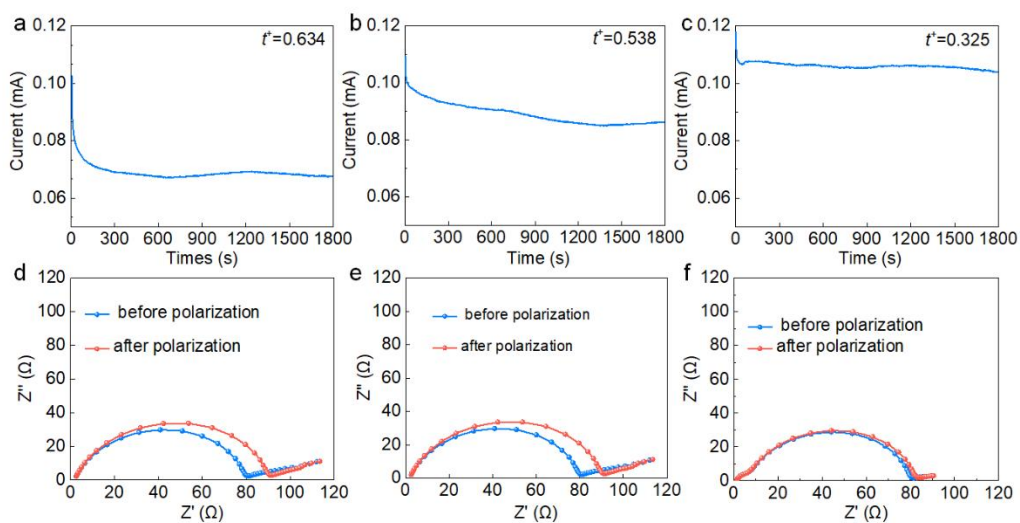 a
t⁺=0.634
Current (mA)
0.12
0.10
0.08
0.06
0 300 600 900 1200 1500 1800
Times (s)
b
t⁺=0.538
Current (mA)
0.12
0.10
0.08
0.06
0 300 600 900 1200 1500 1800
Time (s)
c
t⁺=0.325
Current (mA)
0.12
0.10
0.08
0.06
0 300 600 900 1200 1500 1800
Time (s)
d
before polarization
after polarization
Z'' (Ω)
120
100
80
60
40
20
0
0 20 40 60 80 100 120
Z' (Ω)
e
before polarization
after polarization
Z'' (Ω)
120
100
80
60
40
20
0
0 20 40 60 80 100 120
Z' (Ω)
f
before polarization
after polarization
Z'' (Ω)
120
100
80
60
40
20
0
0 20 40 60 80 100 120
Z' (Ω)